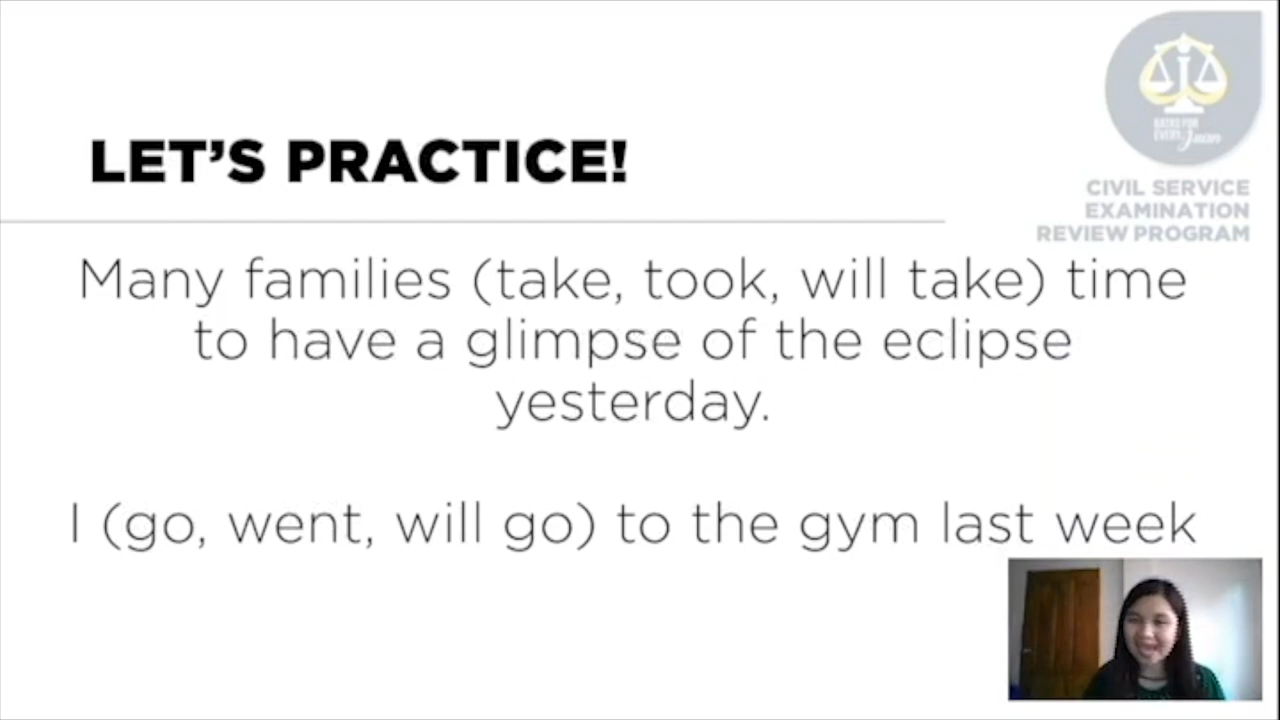 LET'S PRACTICE!
CIVIL SERVICE
EXAMINATION
REVIEW PROGRAM
Many families (take, took, will take) time
to have a glimpse of the eclipse
yesterday.
I (go, went, will go) to the gym last week